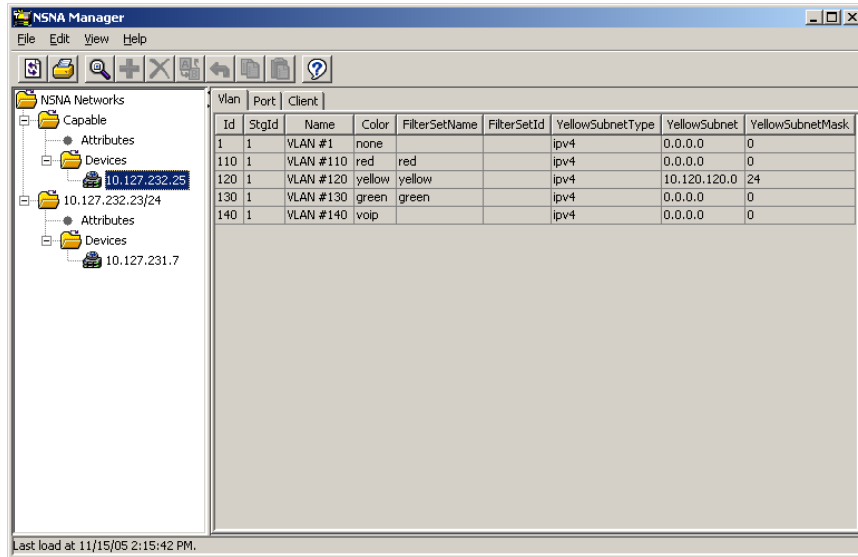 NSNA Manager
File Edit View Help
NSNA Networks
Capable
Attributes
Devices
10.127.232.25
10.127.232.23/24
Attributes
Devices
10.127.231.7
Vlan Port Client
Id StgId Name Color FilterSetName FilterSetId YellowSubnetType YellowSubnet YellowSubnetMask
1 1 VLAN #1 none ipv4 0.0.0.0 0
110 1 VLAN #110 red red ipv4 0.0.0.0 0
120 1 VLAN #120 yellow yellow ipv4 10.120.120.0 24
130 1 VLAN #130 green green ipv4 0.0.0.0 0
140 1 VLAN #140 voip ipv4 0.0.0.0 0
Last load at 11/15/05 2:15:42 PM.